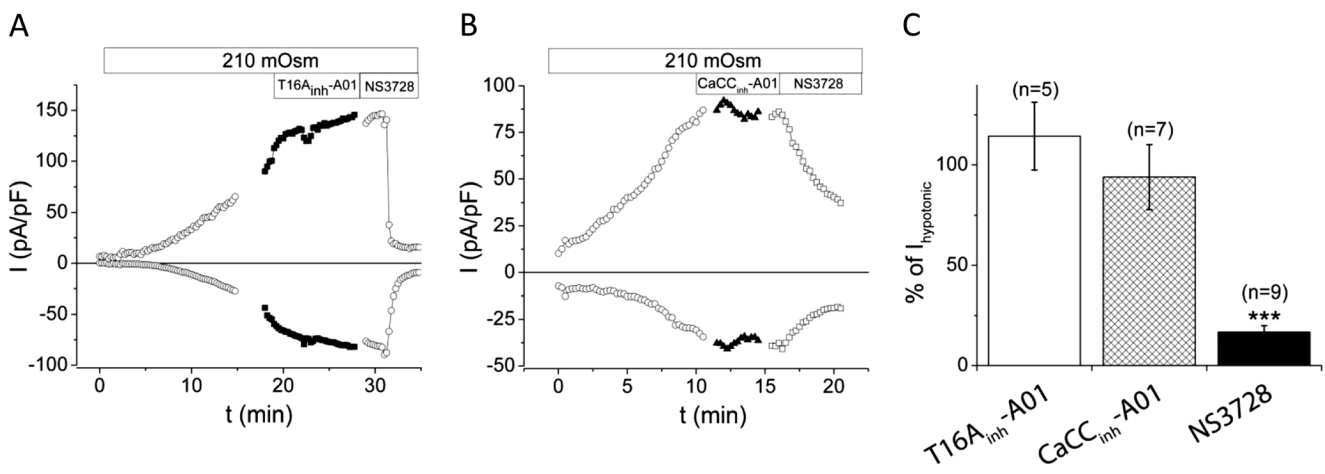 A
210 mOsm
T16Ainh-A01 NS3728
150
100
50
0
-50
-100
I (pA/pF)
0 10 20 30
t (min)
B
210 mOsm
CaCCinh-A01 NS3728
100
75
50
25
0
-25
-50
I (pA/pF)
0 5 10 15 20
t (min)
C
% of Ihypotonic
100
50
0
(n=5)
(n=7)
(n=9)
***
T16Ainh-A01
CaCCinh-A01
NS3728